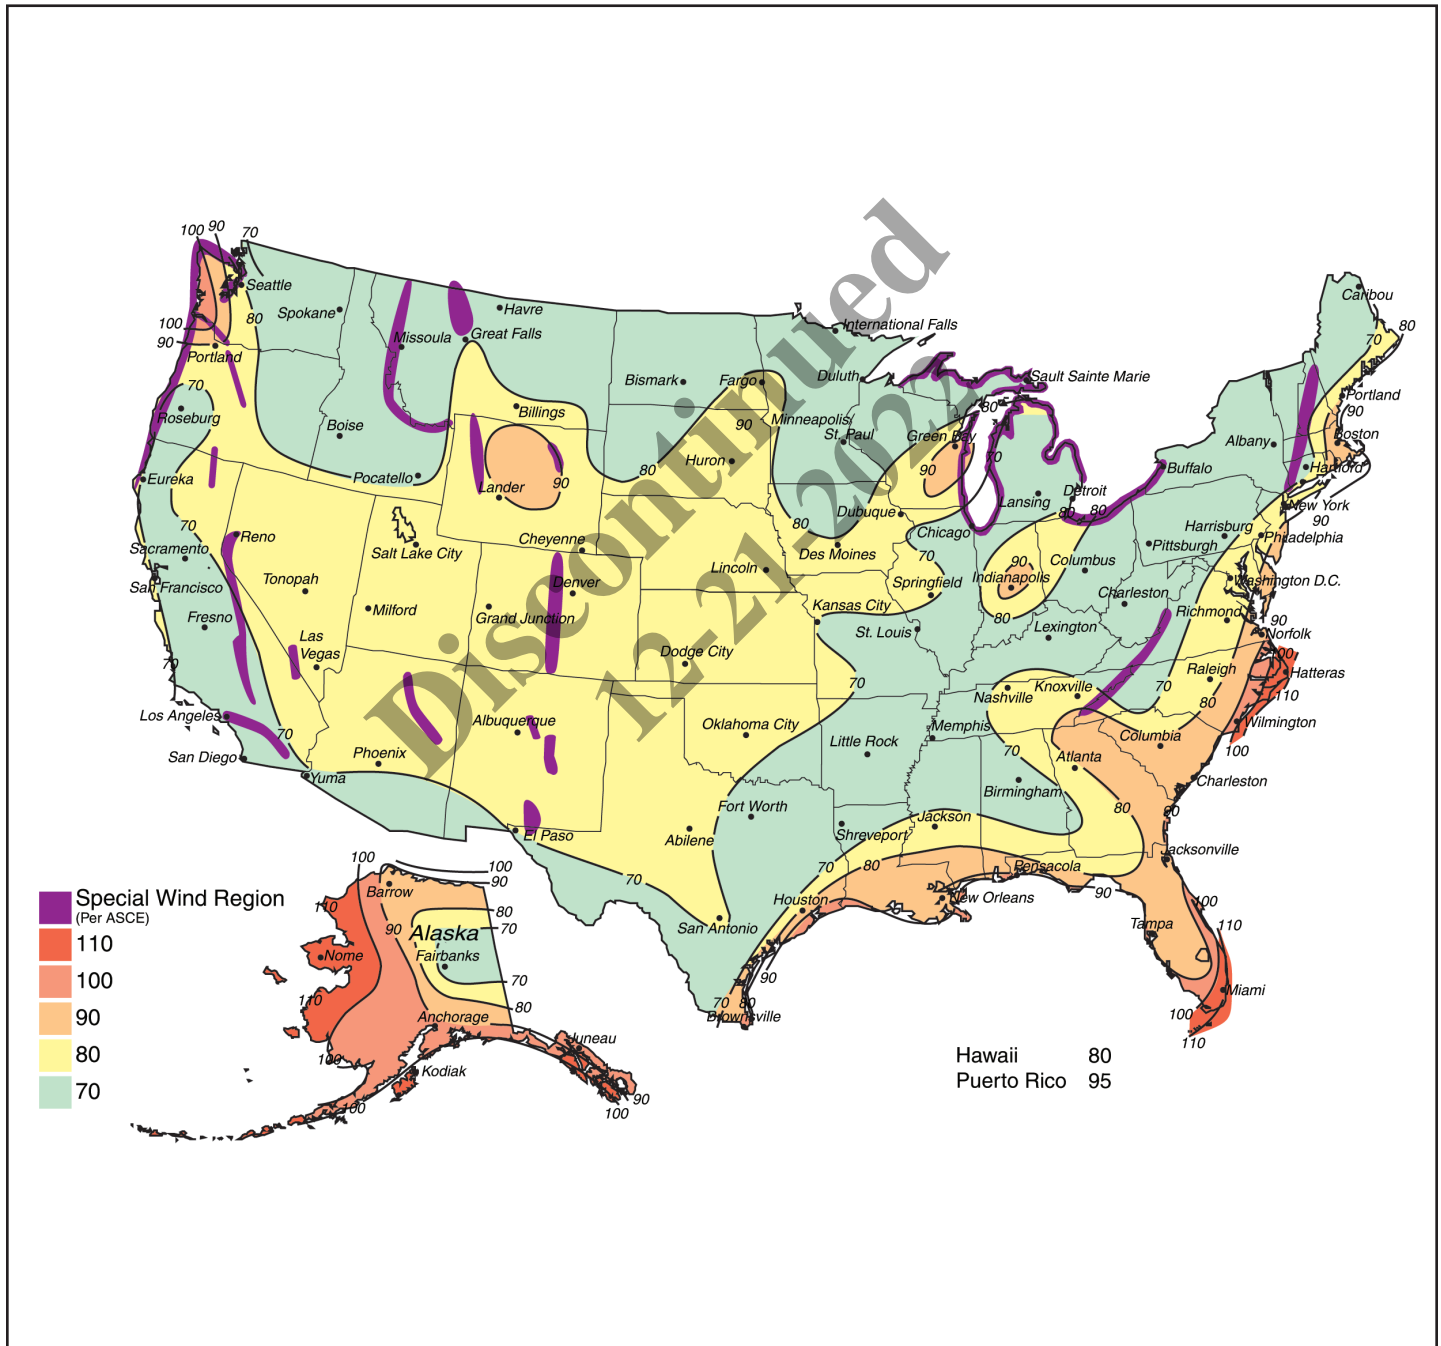 100 90 70
Seattle
Spokane
Havre
Caribou
100
80
Missoula
Great Falls
International Falls
80
90
70
Portland
Bismark
Fargo
Duluth
Sault Sainte Marie
70
Portland
Roseburg
Billings
80
90
Minneapolis
St. Paul
90
Green Bay
Boston
Boise
Albany
70
Huron
80
90
Buffalo
Hartford
Eureka
Pocatello
Lander
90
Lansing
Detroit
New York
70
Dubuque
80 80
90
Reno
80
Chicago
Harrisburg
Philadelphia
Sacramento
Salt Lake City
Cheyenne
Des Moines
70
Pittsburgh
90
Columbus
San Francisco
Tonopah
Denver
Lincoln
Springfield
Indianapolis
Washington D.C.
Fresno
Milford
Grand Junction
Kansas City
Charleston
Richmond
80
90
St. Louis
Lexington
Norfolk
Las
Vegas
Dodge City
100
70
70
Nashville
Knoxville
70
Raleigh
Hatteras
110
80
Los Angeles
Albuquerque
Oklahoma City
Memphis
Wilmington
70
Little Rock
70
Atlanta
Columbia
100
San Diego
Phoenix
Yuma
Birmingham
Charleston
Fort Worth
80
90
El Paso
Abilene
Shreveport
Jackson
Jacksonville
100
70
80
Pensacola
100
90
70
90
Barrow
Houston
New Orleans
100
110
80
San Antonio
Tampa
110
90
Alaska
70
Nome
Fairbanks
90
110
70
70 80
Miami
Anchorage
80
Brownsville
100
110
100
Juneau
Kodiak
100
90
100
Special Wind Region
(Per ASCE)
110
100
90
80
70
Hawaii 80
Puerto Rico 95
Discontinued
12-21-2022